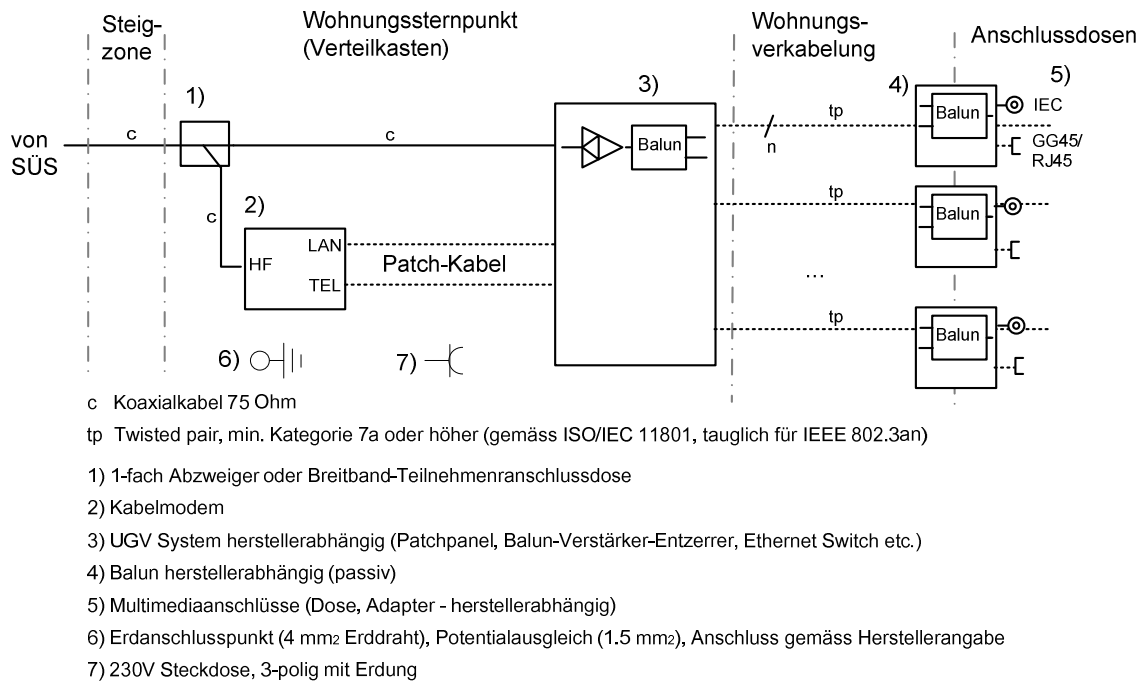 Steig-
zone
Wohnungssternpunkt
(Verteilkasten)
Wohnungs-
verkabelung
Anschlussdosen
1)
3)
4)
5)
von
SÜS
c
c
c
tp
n
Balun
Balun
IEC
GG45/
RJ45
2)
HF
LAN
TEL
Patch-Kabel
tp
Balun
...
tp
Balun
6)
7)
c Koaxialkabel 75 Ohm
tp Twisted pair, min. Kategorie 7a oder höher (gemäss ISO/IEC 11801, tauglich für IEEE 802.3an)
1) 1-fach Abzweiger oder Breitband-Teilnehmenranschlussdose
2) Kabelmodem
3) UGV System herstellerabhängig (Patchpanel, Balun-Verstärker-Entzerrer, Ethernet Switch etc.)
4) Balun herstellerabhängig (passiv)
5) Multimediaanschlüsse (Dose, Adapter - herstellerabhängig)
6) Erdanschlusspunkt (4 mm2 Erddraht), Potentialausgleich (1.5 mm2), Anschluss gemäss Herstellerangabe
7) 230V Steckdose, 3-polig mit Erdung